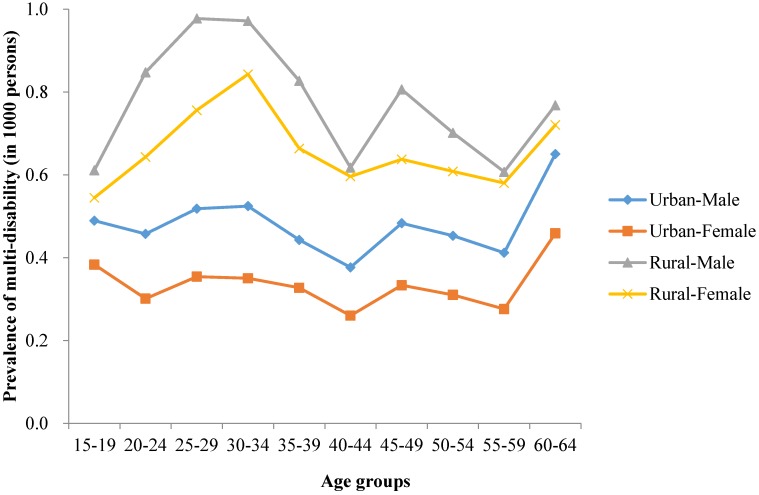 Prevalence of multi-disability (in 1000 persons)
1.0
0.8
0.6
0.4
0.2
0.0
15-19 20-24 25-29 30-34 35-39 40-44 45-49 50-54 55-59 60-64
Age groups
Urban-Male
Urban-Female
Rural-Male
Rural-Female